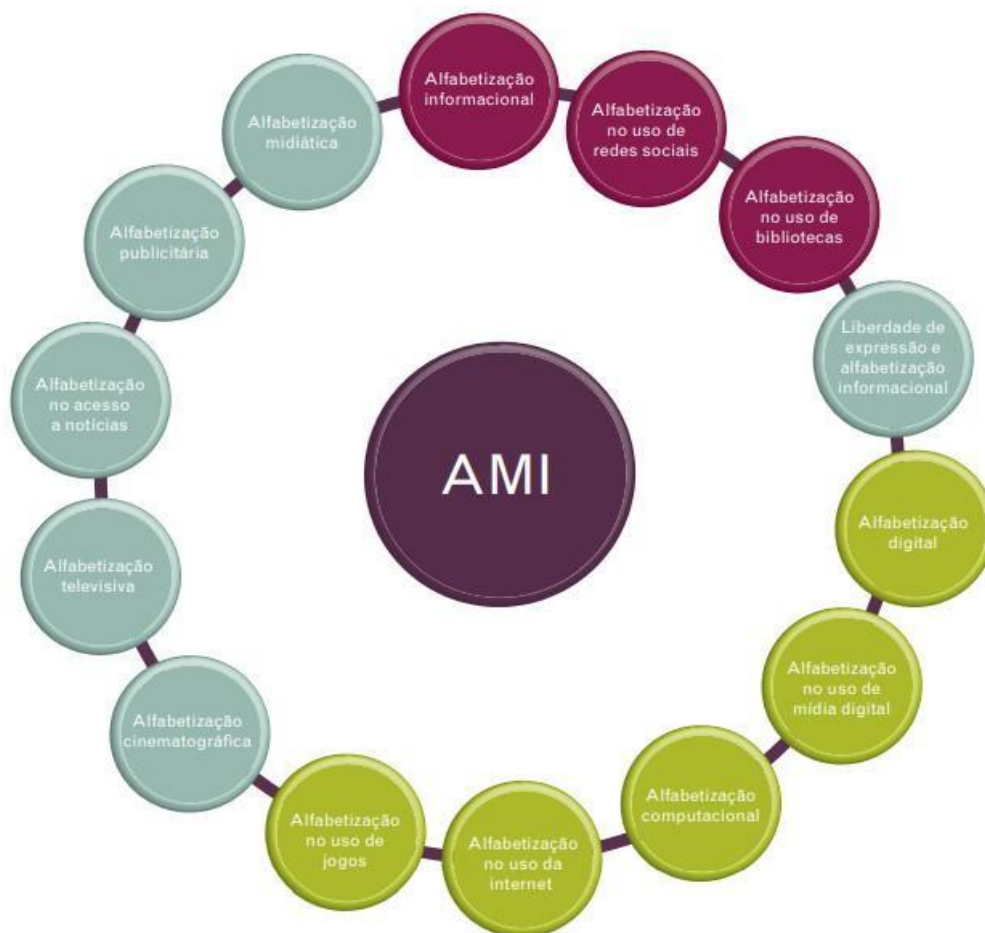 Alfabetização
informacional
Alfabetização
no uso de
redes sociais
Alfabetização
no uso de
bibliotecas
Liberdade de
expressão e
alfabetização
informacional
Alfabetização
digital
Alfabetização
no uso de
mídia digital
Alfabetização
computacional
Alfabetização
no uso da
internet
Alfabetização
no uso de
jogos
Alfabetização
cinematográfica
Alfabetização
televisiva
Alfabetização
no acesso
a notícias
Alfabetização
publicitária
Alfabetização
midiática
AMI